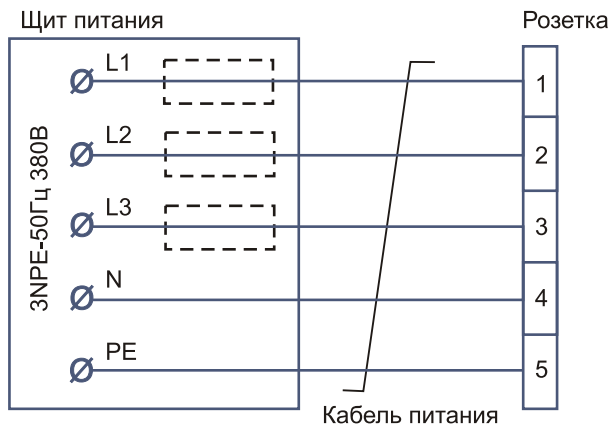 Щит питания
Розетка
3NPE-50Гц 380В
L1
1
L2
2
L3
3
N
4
PE
5
Кабель питания